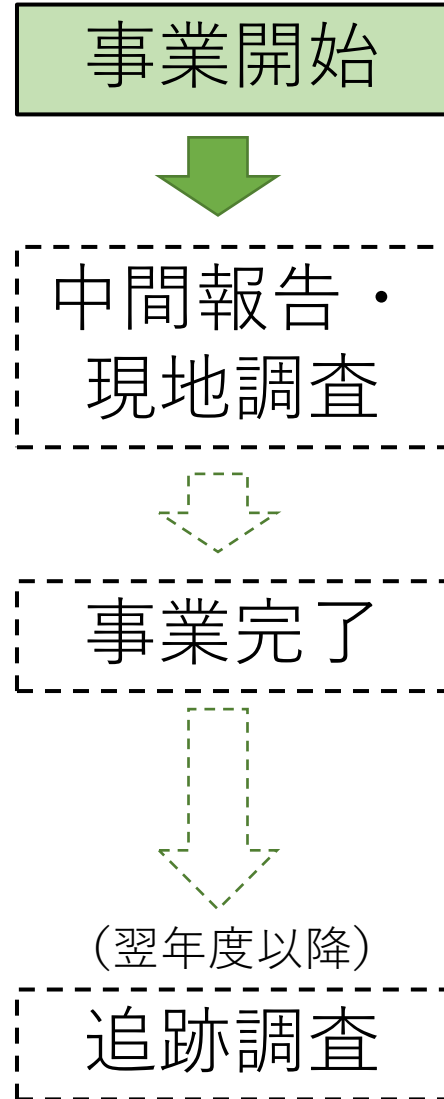 事業開始
中間報告・
現地調査
事業完了
（翌年度以降）
追跡調査